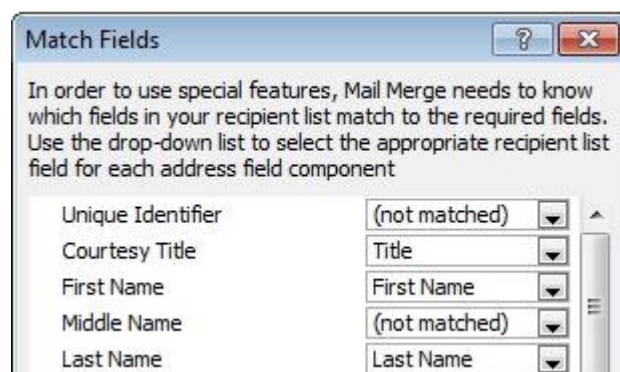 Match Fields
?
In order to use special features, Mail Merge needs to know
which fields in your recipient list match to the required fields.
Use the drop-down list to select the appropriate recipient list
field for each address field component
Unique Identifier (not matched)
Courtesy Title Title
First Name First Name
Middle Name (not matched)
Last Name Last Name